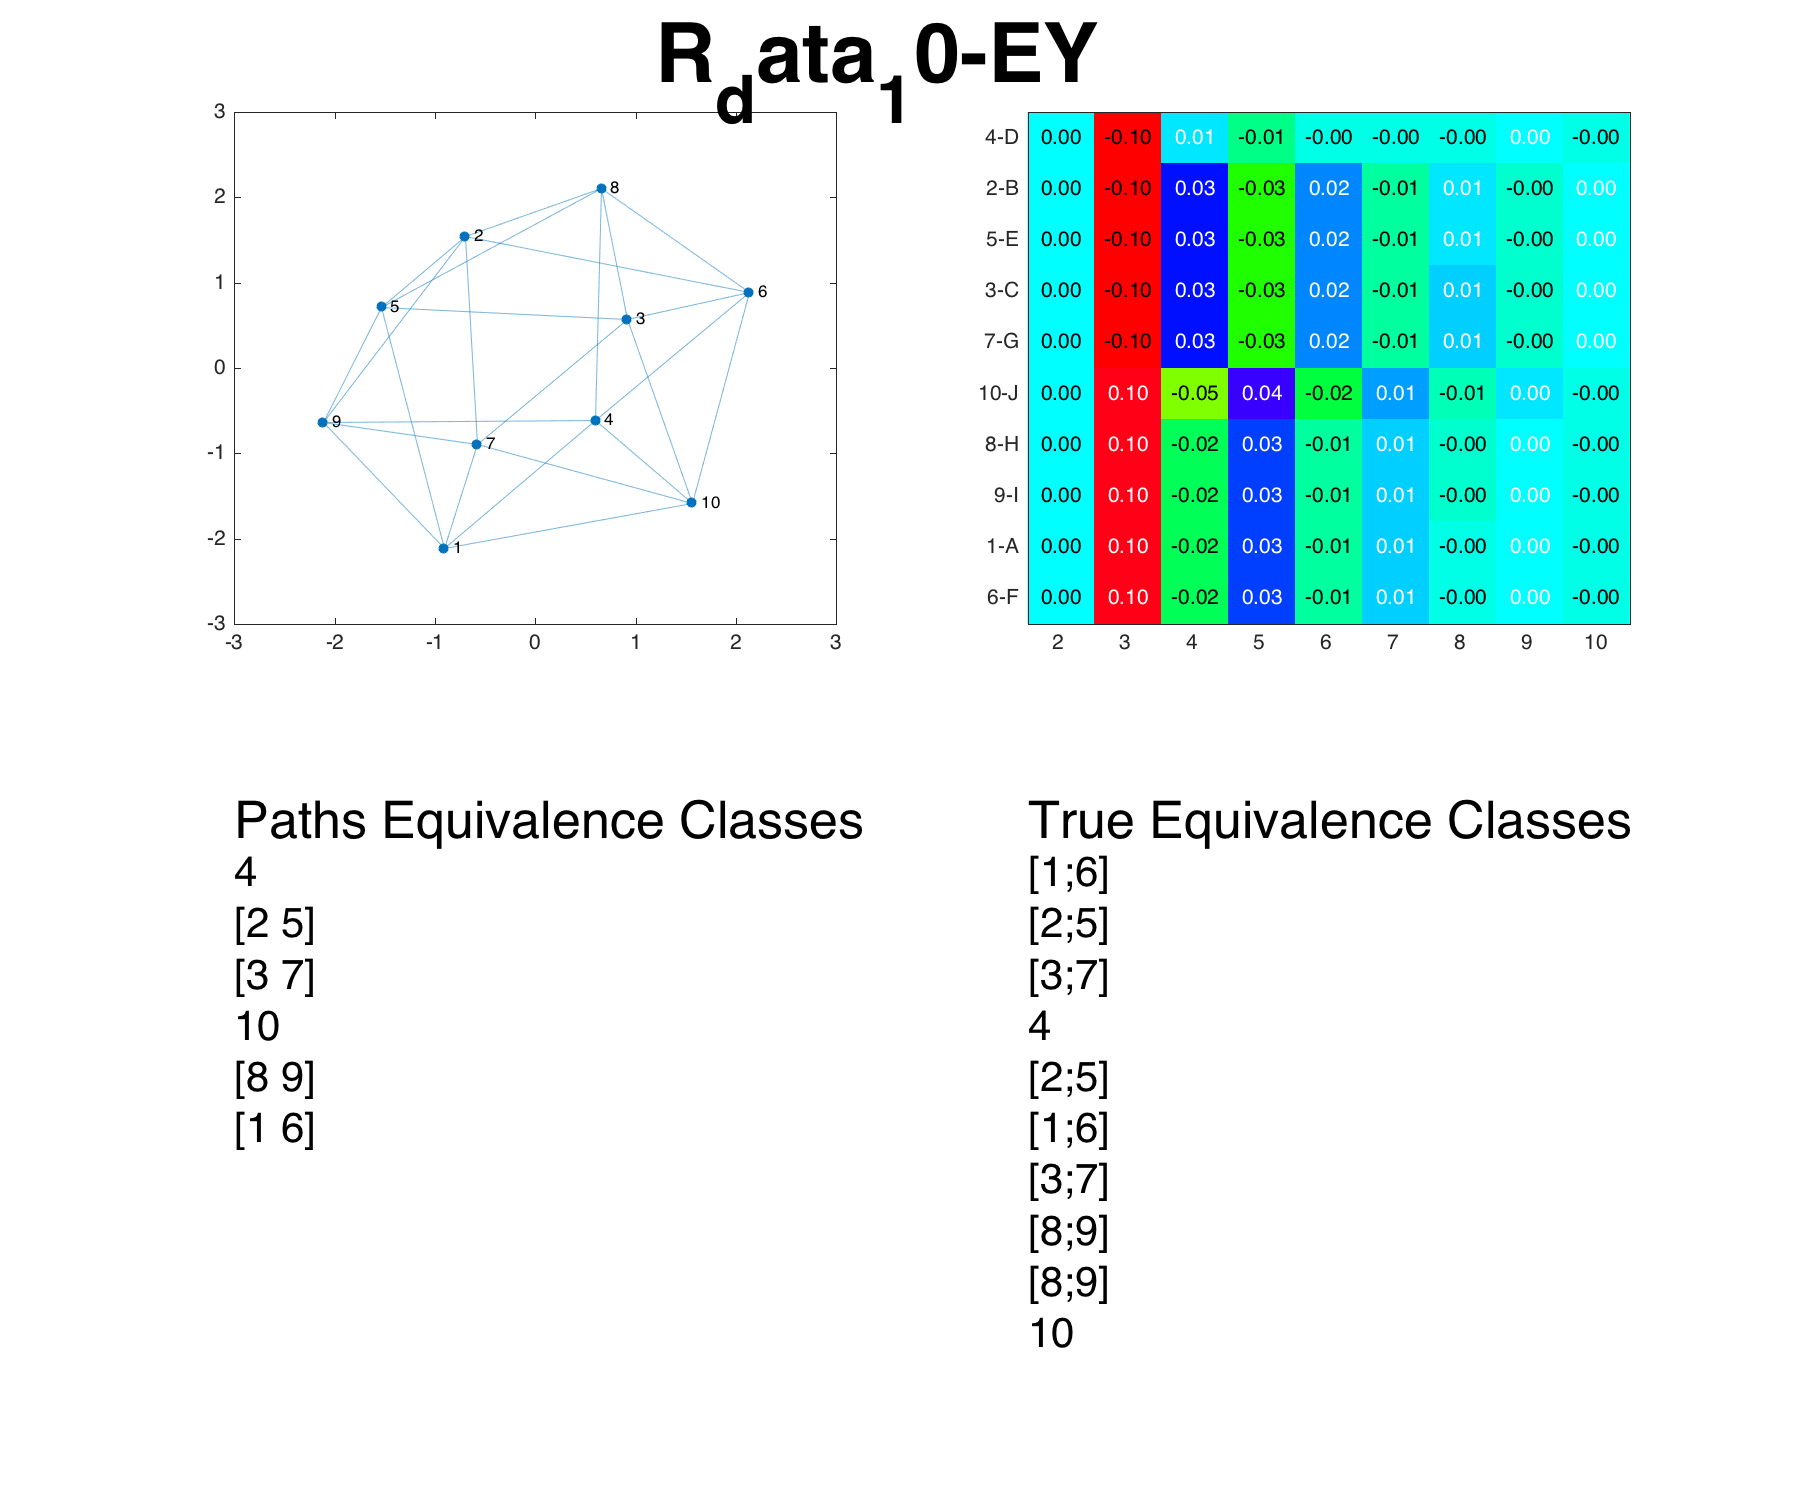 R_data_10-EY
3
2
1
0
-1
-2
-3
-3 -2 -1 0 1 2 3
8
2
6
5
3
9
4
7
10
1
4-D 0.00 -0.10 0.01 -0.01 -0.00 -0.00 -0.00 0.00 -0.00
2-B 0.00 -0.10 0.03 -0.03 0.02 -0.01 0.01 -0.00 0.00
5-E 0.00 -0.10 0.03 -0.03 0.02 -0.01 0.01 -0.00 0.00
3-C 0.00 -0.10 0.03 -0.03 0.02 -0.01 0.01 -0.00 0.00
7-G 0.00 -0.10 0.03 -0.03 0.02 -0.01 0.01 -0.00 0.00
10-J 0.00 0.10 -0.05 0.04 -0.02 0.01 -0.01 0.00 -0.00
8-H 0.00 0.10 -0.02 0.03 -0.01 0.01 -0.00 0.00 -0.00
9-I 0.00 0.10 -0.02 0.03 -0.01 0.01 -0.00 0.00 -0.00
1-A 0.00 0.10 -0.02 0.03 -0.01 0.01 -0.00 0.00 -0.00
6-F 0.00 0.10 -0.02 0.03 -0.01 0.01 -0.00 0.00 -0.00
2 3 4 5 6 7 8 9 10
Paths Equivalence Classes
4
[2 5]
[3 7]
10
[8 9]
[1 6]
True Equivalence Classes
[1;6]
[2;5]
[3;7]
4
[2;5]
[1;6]
[3;7]
[8;9]
[8;9]
10